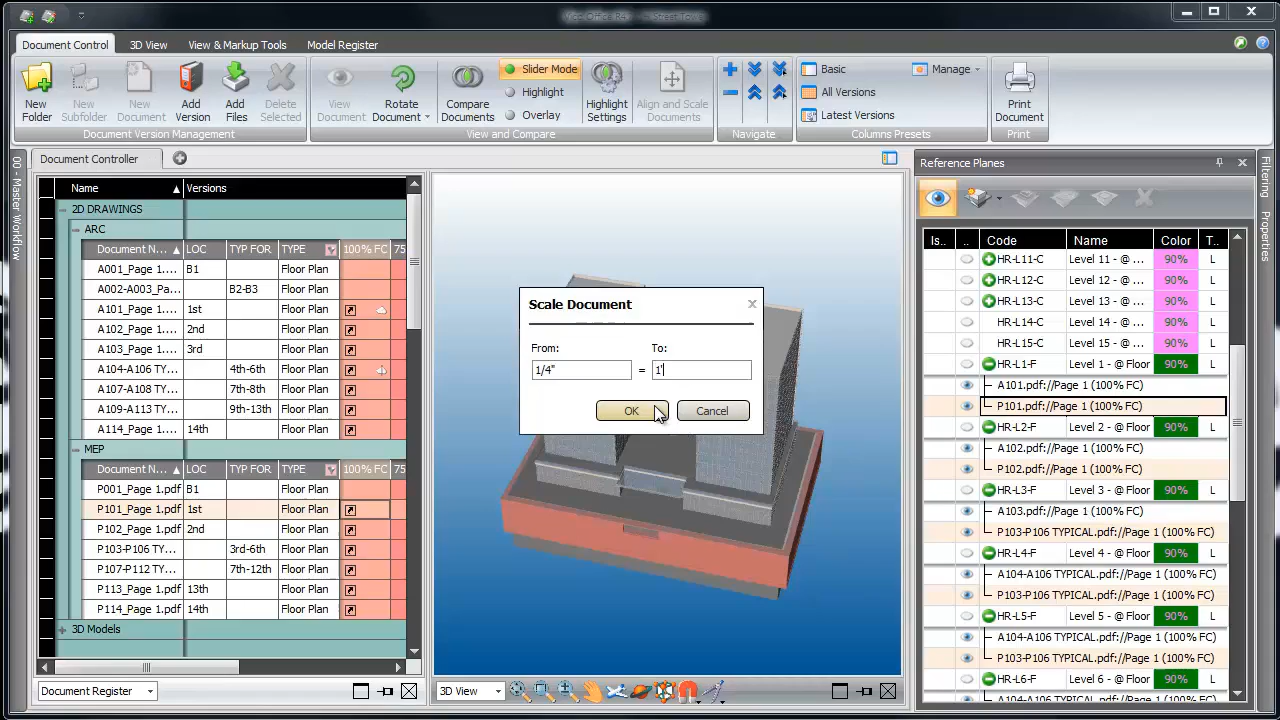 Vico Office R4
Document Control
3D View
View & Markup Tools
Model Register
New Folder
New Subfolder
New Document
Add Version
Add Files
Delete Selected
View Document
Rotate Document
Compare Documents
Slider Mode
Highlight
Overlay
Highlight Settings
Align and Scale Documents
Basic
All Versions
Latest Versions
Manage
Print Document
Document Version Management
View and Compare
Navigate
Columns Presets
Print
00 - Master Workflow
Document Controller
Name Versions
2D DRAWINGS
ARC
Document N... LOC TYP FOR TYPE 100% FC 75
A001_Page 1.... B1 Floor Plan
A002-A003_Pa... B2-B3 Floor Plan
A101_Page 1.... 1st Floor Plan
A102_Page 1.... 2nd Floor Plan
A103_Page 1.... 3rd Floor Plan
A104-A106 TY... 4th-6th Floor Plan
A107-A108 TY... 7th-8th Floor Plan
A109-A113 TY... 9th-13th Floor Plan
A114_Page 1.... 14th Floor Plan
MEP
Document N... LOC TYP FOR TYPE 100% FC 75
P001_Page 1.pdf B1 Floor Plan
P101_Page 1.pdf 1st Floor Plan
P102_Page 1.pdf 2nd Floor Plan
P103-P106 TY... 3rd-6th Floor Plan
P107-P112 TY... 7th-12th Floor Plan
P113_Page 1.pdf 13th Floor Plan
P114_Page 1.pdf 14th Floor Plan
3D Models
Document Register
Scale Document
From: To:
1/4" = 1'
OK Cancel
3D View
Reference Planes
Is.. .. Code Name Color T..
HR-L11-C Level 11 - @ ... 90% L
HR-L12-C Level 12 - @ ... 90% L
HR-L13-C Level 13 - @ ... 90% L
HR-L14-C Level 14 - @ ... 90% L
HR-L15-C Level 15 - @ ... 90% L
HR-L1-F Level 1 - @ Floor 90% L
A101.pdf://Page 1 (100% FC)
P101.pdf://Page 1 (100% FC)
HR-L2-F Level 2 - @ Floor 90% L
A102.pdf://Page 1 (100% FC)
P102.pdf://Page 1 (100% FC)
HR-L3-F Level 3 - @ Floor 90% L
A103.pdf://Page 1 (100% FC)
P103-P106 TYPICAL.pdf://Page 1 (100% FC)
HR-L4-F Level 4 - @ Floor 90% L
A104-A106 TYPICAL.pdf://Page 1 (100% FC)
P103-P106 TYPICAL.pdf://Page 1 (100% FC)
HR-L5-F Level 5 - @ Floor 90% L
A104-A106 TYPICAL.pdf://Page 1 (100% FC)
P103-P106 TYPICAL.pdf://Page 1 (100% FC)
HR-L6-F Level 6 - @ Floor 90% L
A104-A106 TYPICAL.pdf://Page 1 (100% FC)
Filtering
Properties